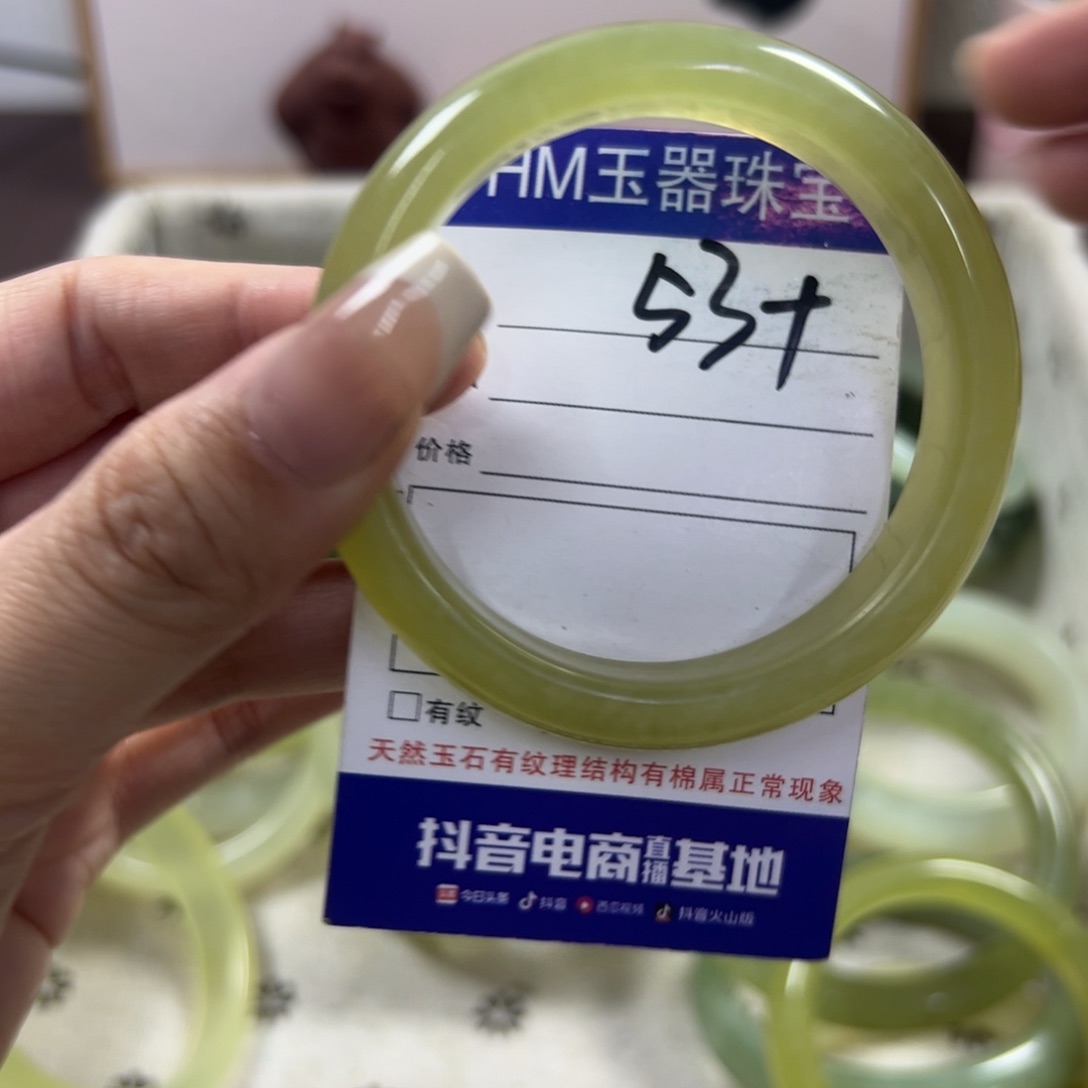 HM玉器珠宝
53+
价格
有纹
天然玉石有纹理结构有棉属正常现象
抖音电商直播基地
今日头条 抖音 西瓜视频 抖音火山版